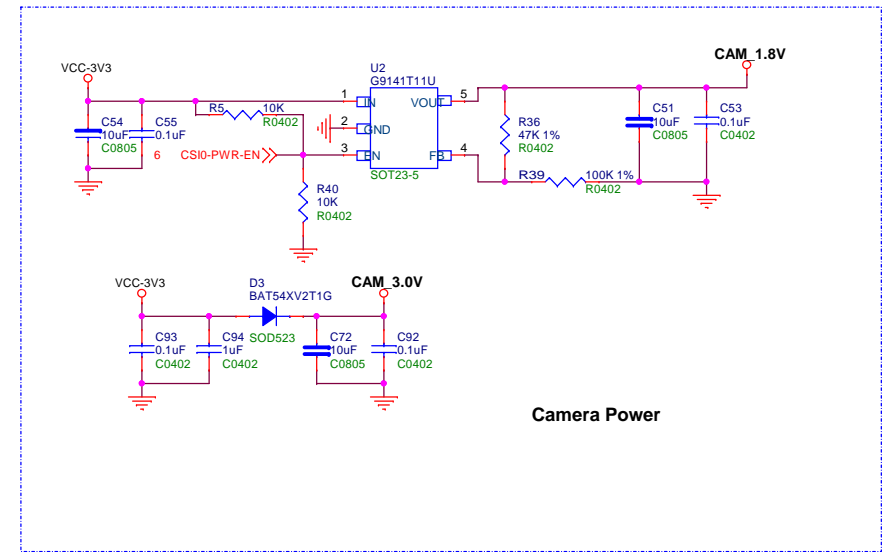 CAM_1.8V
U2
G9141T11U
VCC-3V3
1
IN
VOUT
5
R5
10K
R0402
C54
10uF
C0805
C55
0.1uF
2
GND
R36
47K 1%
R0402
C51
10uF
C0805
C53
0.1uF
C0402
6
CSI0-PWR-EN
3
EN
FB
4
SOT23-5
R39
100K 1%
R0402
R40
10K
R0402
VCC-3V3
D3
BAT54XV2T1G
CAM_3.0V
SOD523
C93
0.1uF
C0402
C94
1uF
C0402
C72
10uF
C0805
C92
0.1uF
C0402
Camera Power